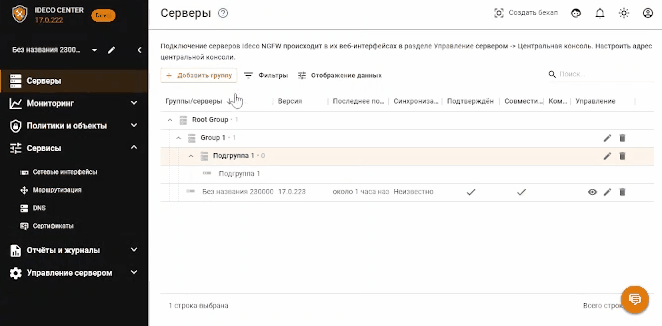 IDECO CENTER
17.0.222
Без названия 2300...
Серверы
Мониторинг
Политики и объекты
Сервисы
Сетевые интерфейсы
Маршрутизация
DNS
Сертификаты
Отчёты и журналы
Управление сервером
Серверы
Создать бекап
Подключение серверов Ideco NGFW происходит в их веб-интерфейсах в разделе Управление сервером -> Центральная консоль. Настроить адрес
центральной консоли.
+ Добавить группу
Фильтры
Отображение данных
Поиск...
Группы/серверы Версия Последнее по... Синхрониза... Подтверждён Совмести... Ком... Управление
Root Group - 1
Group 1 - 1
Подгруппа 1 - 0
Подгруппа 1
Без названия 230000 17.0.223 около 1 часа наз Неизвестно
1 строка выбрана
Всего строк